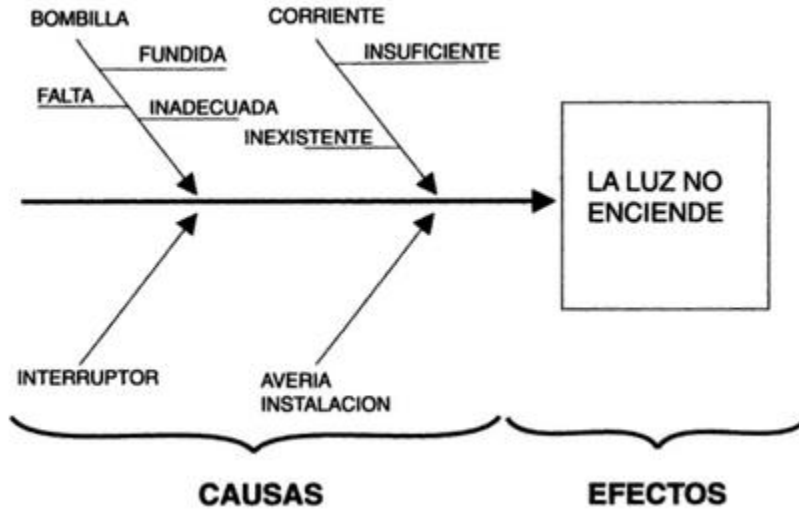 BOMBILLA
FUNDIDA
FALTA
INADECUADA
CORRIENTE
INSUFICIENTE
INEXISTENTE
LA LUZ NO
ENCIENDE
INTERRUPTOR
AVERIA
INSTALACION
CAUSAS
EFECTOS